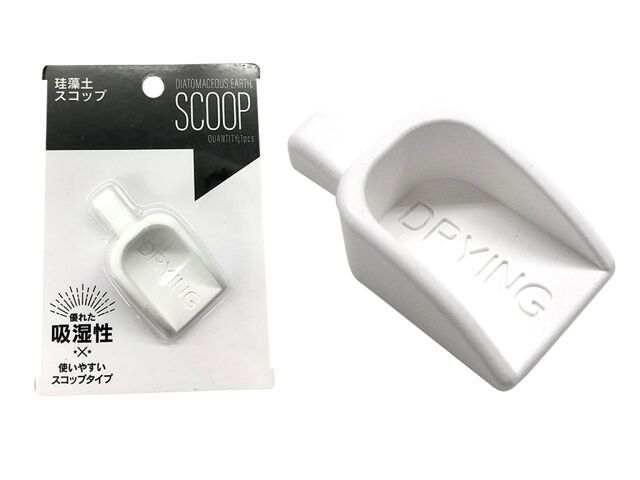 珪藻土
スコップ
DIATOMACEOUS EARTH
SCOOP
QUANTITY:1pcs
DRYING
優れた
吸湿性
×
使いやすい
スコップタイプ
DRYING